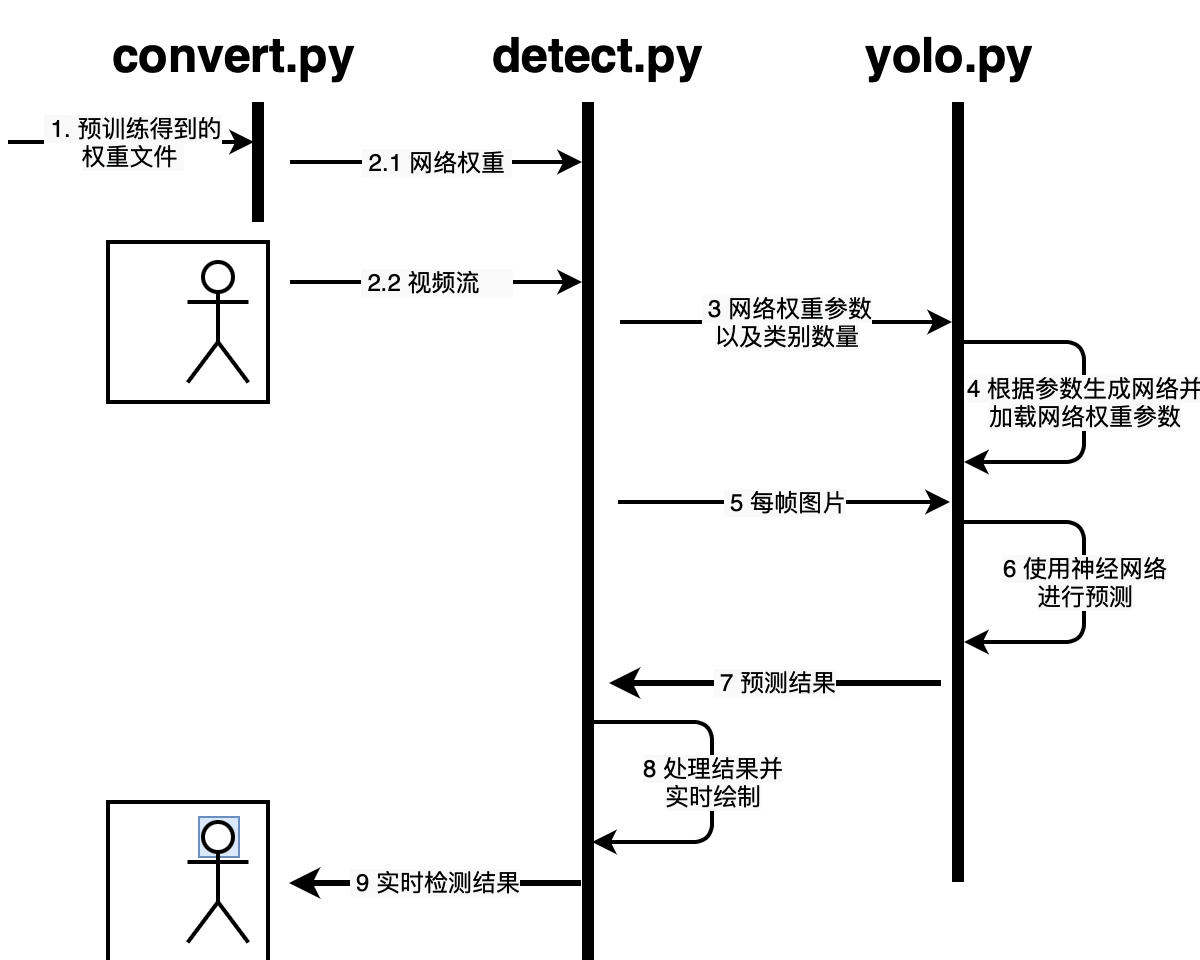 convert.py
detect.py
yolo.py
1. 预训练得到的
权重文件
2.1 网络权重
2.2 视频流
3 网络权重参数
以及类别数量
4 根据参数生成网络并
加载网络权重参数
5 每帧图片
6 使用神经网络
进行预测
7 预测结果
8 处理结果并
实时绘制
9 实时检测结果